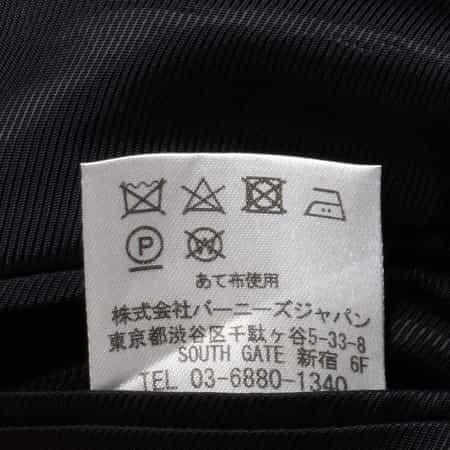 P W
あて布使用
株式会社バーニーズジャパン
東京都渋谷区千駄ヶ谷5-33-8
SOUTH GATE 新宿 6F
TEL 03-6880-1340